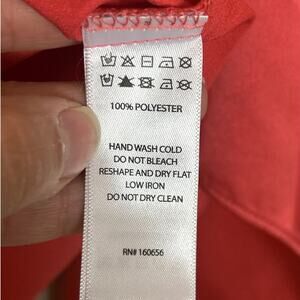 100% POLYESTER
HAND WASH COLD
DO NOT BLEACH
RESHAPE AND DRY FLAT
LOW IRON
DO NOT DRY CLEAN
RN# 160656